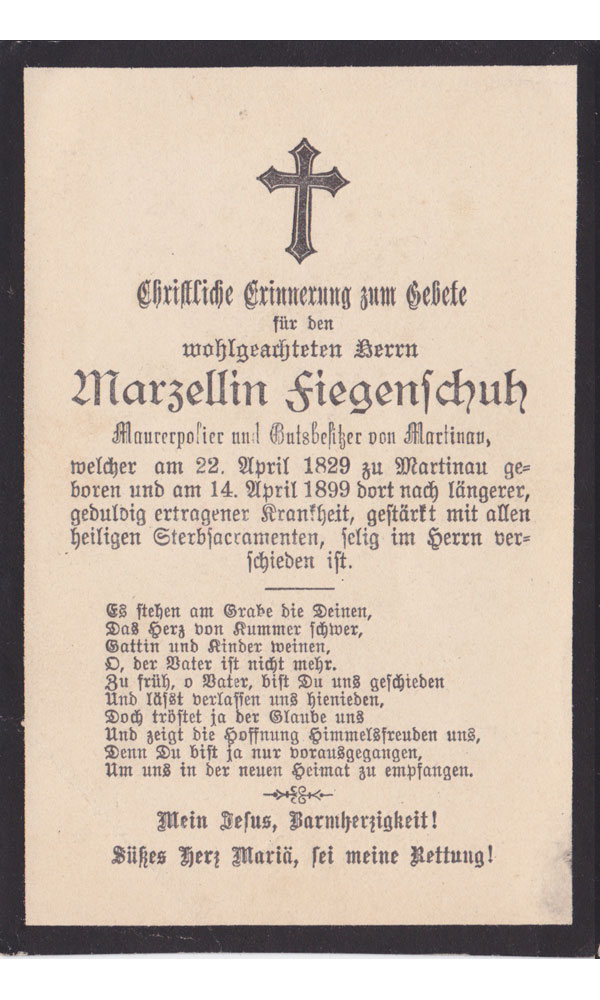 Christliche Erinnerung zum Gebete
für den
wohlgeachteten Herrn
Marzellin Fiegenschuh
Maurerpolier und Gutsbesitzer von Martinau,
welcher am 22. April 1829 zu Martinau ge-
boren und am 14. April 1899 dort nach längerer,
geduldig ertragener Krankheit, gestärkt mit allen
heiligen Sterbsacramenten, selig im Herrn ver-
schieden ist.
Es stehen am Grabe die Deinen,
Das Herz von Kummer schwer,
Gattin und Kinder weinen,
O, der Vater ist nicht mehr.
Zu früh, o Vater, bist Du uns geschieden
Und lässt verlassen uns hienieden,
Doch tröstet ja der Glaube uns
Und zeigt die Hoffnung Himmelsfreuden uns,
Denn Du bist ja nur vorausgegangen,
Um uns in der neuen Heimat zu empfangen.
Mein Jesus, Barmherzigkeit!
Süßes Herz Mariä, sei meine Rettung!